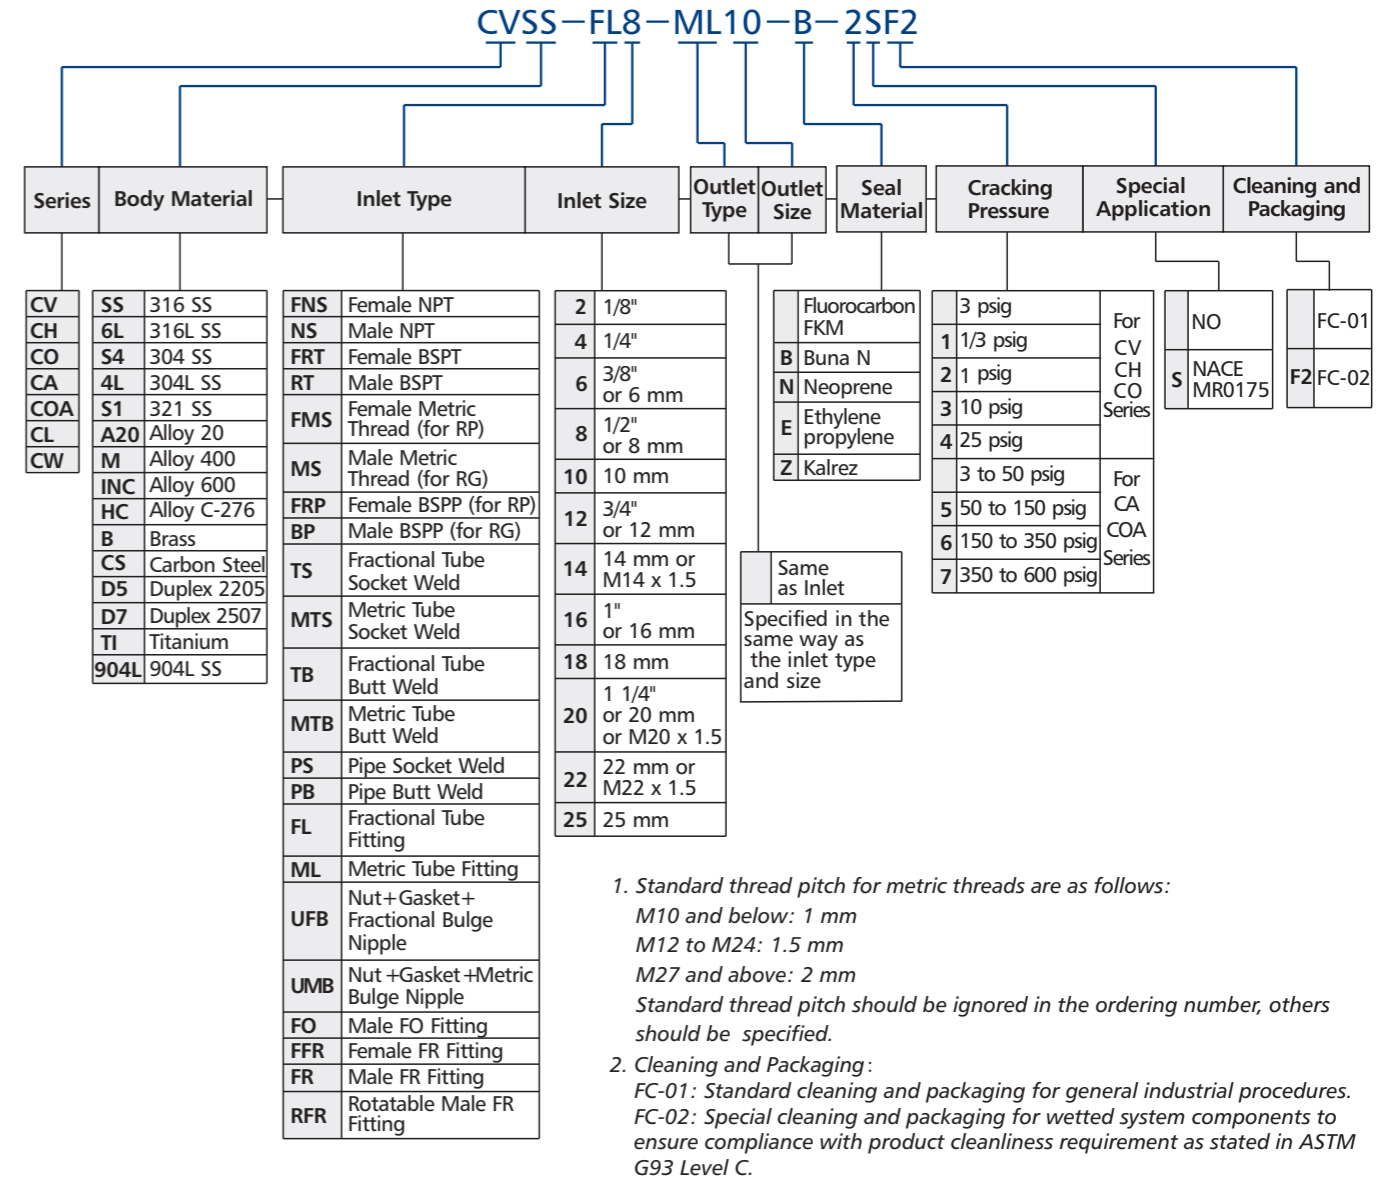 CVSS－FL8－ML10－B－2SF2
Series
Body Material
Inlet Type
Inlet Size
Outlet
Type
Outlet
Size
Seal
Material
Cracking
Pressure
Special
Application
Cleaning and
Packaging
CV
CH
CO
CA
COA
CL
CW
SS 316 SS
6L 316L SS
S4 304 SS
4L 304L SS
S1 321 SS
A20 Alloy 20
M Alloy 400
INC Alloy 600
HC Alloy C-276
B Brass
CS Carbon Steel
D5 Duplex 2205
D7 Duplex 2507
TI Titanium
904L 904L SS
FNS Female NPT
NS Male NPT
FRT Female BSPT
RT Male BSPT
FMS Female Metric
Thread (for RP)
MS Male Metric
Thread (for RG)
FRP Female BSPP (for RP)
BP Male BSPP (for RG)
TS Fractional Tube
Socket Weld
MTS Metric Tube
Socket Weld
TB Fractional Tube
Butt Weld
MTB Metric Tube
Butt Weld
PS Pipe Socket Weld
PB Pipe Butt Weld
FL Fractional Tube
Fitting
ML Metric Tube Fitting
UFB Nut+Gasket+
Fractional Bulge
Nipple
UMB Nut +Gasket+Metric
Bulge Nipple
FO Male FO Fitting
FFR Female FR Fitting
FR Male FR Fitting
RFR Rotatable Male FR
Fitting
2 1/8"
4 1/4"
6 3/8"
or 6 mm
8 1/2"
or 8 mm
10 10 mm
12 3/4"
or 12 mm
14 14 mm or
M14 x 1.5
16 1"
or 16 mm
18 18 mm
20 1 1/4"
or 20 mm
or M20 x 1.5
22 22 mm or
M22 x 1.5
25 25 mm
Same
as Inlet
Specified in the
same way as
the inlet type
and size
Fluorocarbon
FKM
B Buna N
N Neoprene
E Ethylene
propylene
Z Kalrez
3 psig
1 1/3 psig
2 1 psig
3 10 psig
4 25 psig
For
CV
CH
CO
Series
3 to 50 psig
5 50 to 150 psig
6 150 to 350 psig
7 350 to 600 psig
For
CA
COA
Series
NO
S NACE
MR0175
FC-01
F2 FC-02
1. Standard thread pitch for metric threads are as follows:
M10 and below: 1 mm
M12 to M24: 1.5 mm
M27 and above: 2 mm
Standard thread pitch should be ignored in the ordering number, others
should be specified.
2. Cleaning and Packaging:
FC-01: Standard cleaning and packaging for general industrial procedures.
FC-02: Special cleaning and packaging for wetted system components to
ensure compliance with product cleanliness requirement as stated in ASTM
G93 Level C.